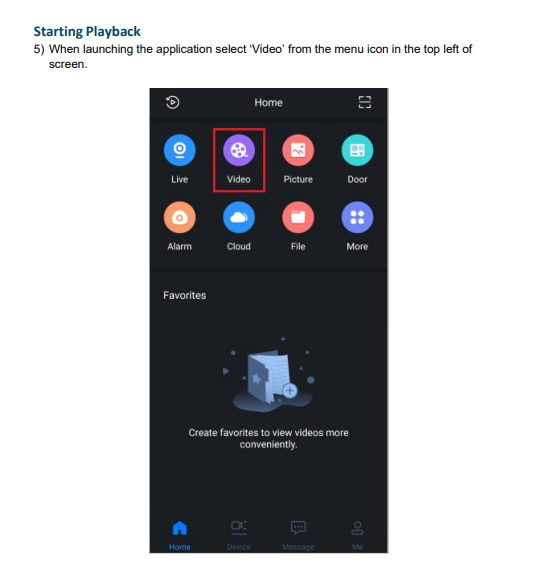 Starting Playback
5) When launching the application select ‘Video’ from the menu icon in the top left of
screen.
Home
Live Video Picture Door
Alarm Cloud File More
Favorites
Create favorites to view videos more
conveniently.
Home Device Message Me